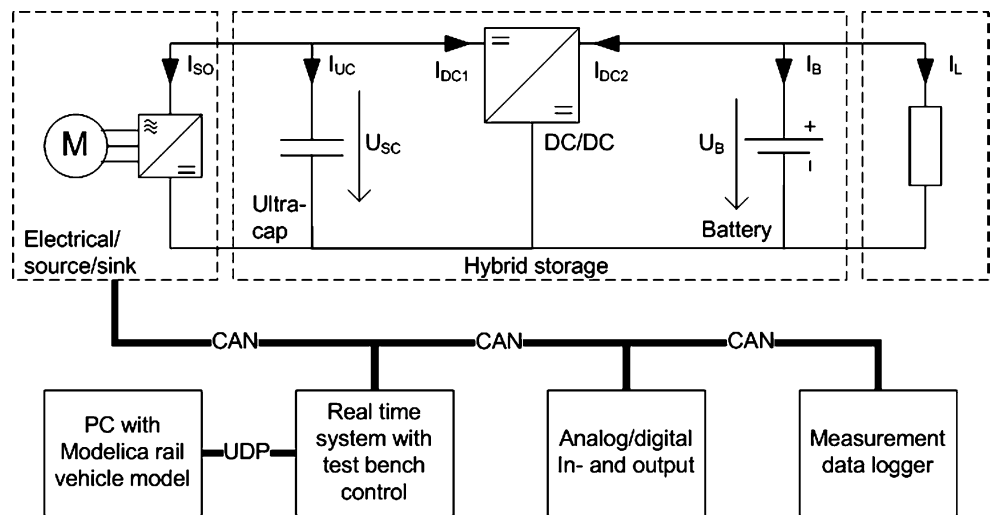 I_SO
I_UC
I_DC1
I_DC2
I_B
I_L
M
U_SC
DC/DC
U_B
+
Ultra-
cap
Battery
Electrical/
source/sink
Hybrid storage
CAN
CAN
CAN
PC with
Modelica rail
vehicle model
UDP
Real time
system with
test bench
control
Analog/digital
In- and output
Measurement
data logger